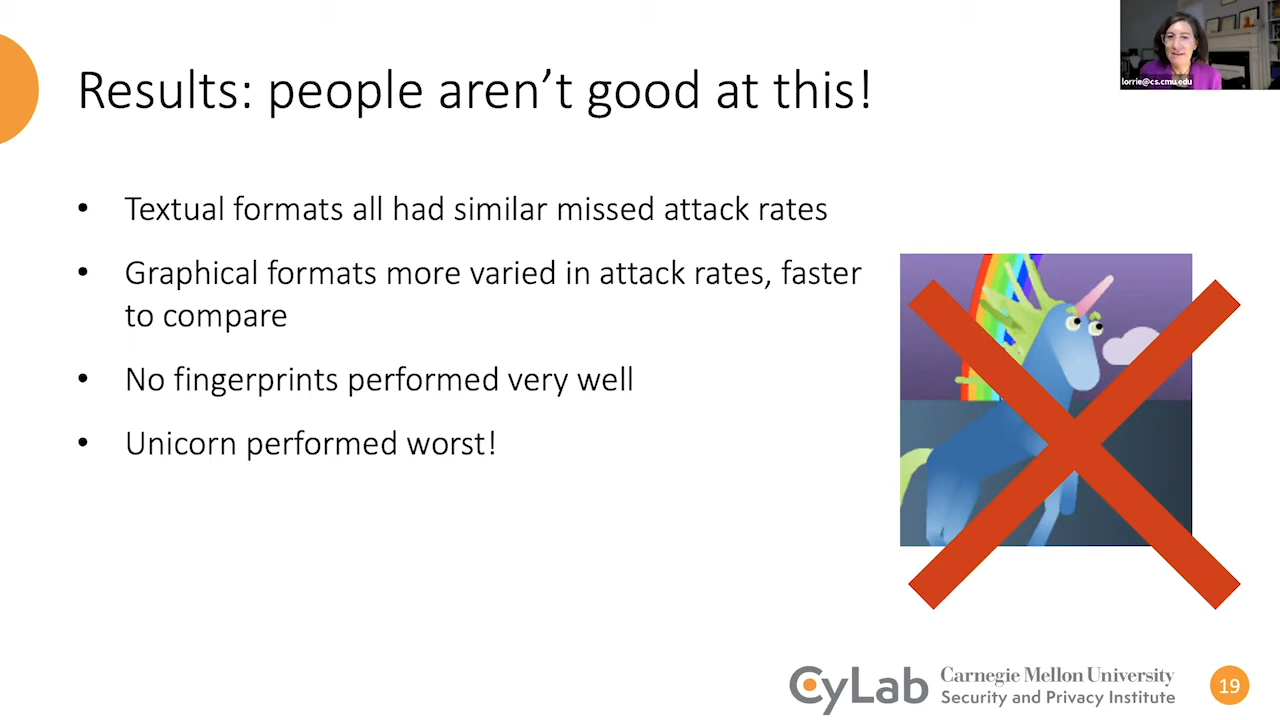 lorrie@cs.cmu.edu
Results: people aren’t good at this!
• Textual formats all had similar missed attack rates
• Graphical formats more varied in attack rates, faster
to compare
• No fingerprints performed very well
• Unicorn performed worst!
CyLab
Carnegie Mellon University
Security and Privacy Institute
19